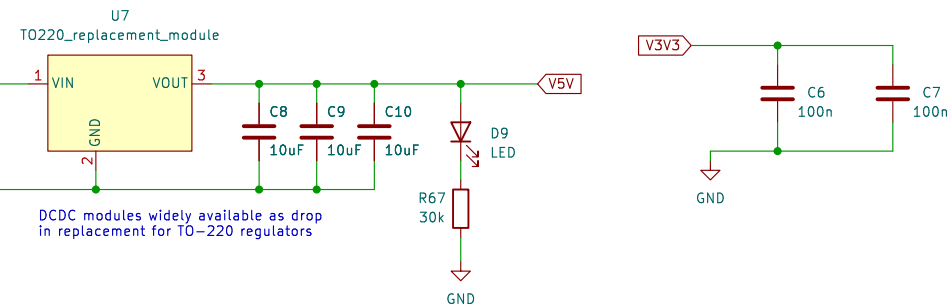 U7
TO220_replacement_module
1
VIN
VOUT
3
GND
2
C8
10uF
C9
10uF
C10
10uF
V5V
D9
LED
R67
30k
GND
DCDC modules widely available as drop
in replacement for TO-220 regulators
V3V3
C6
100n
C7
100n
GND